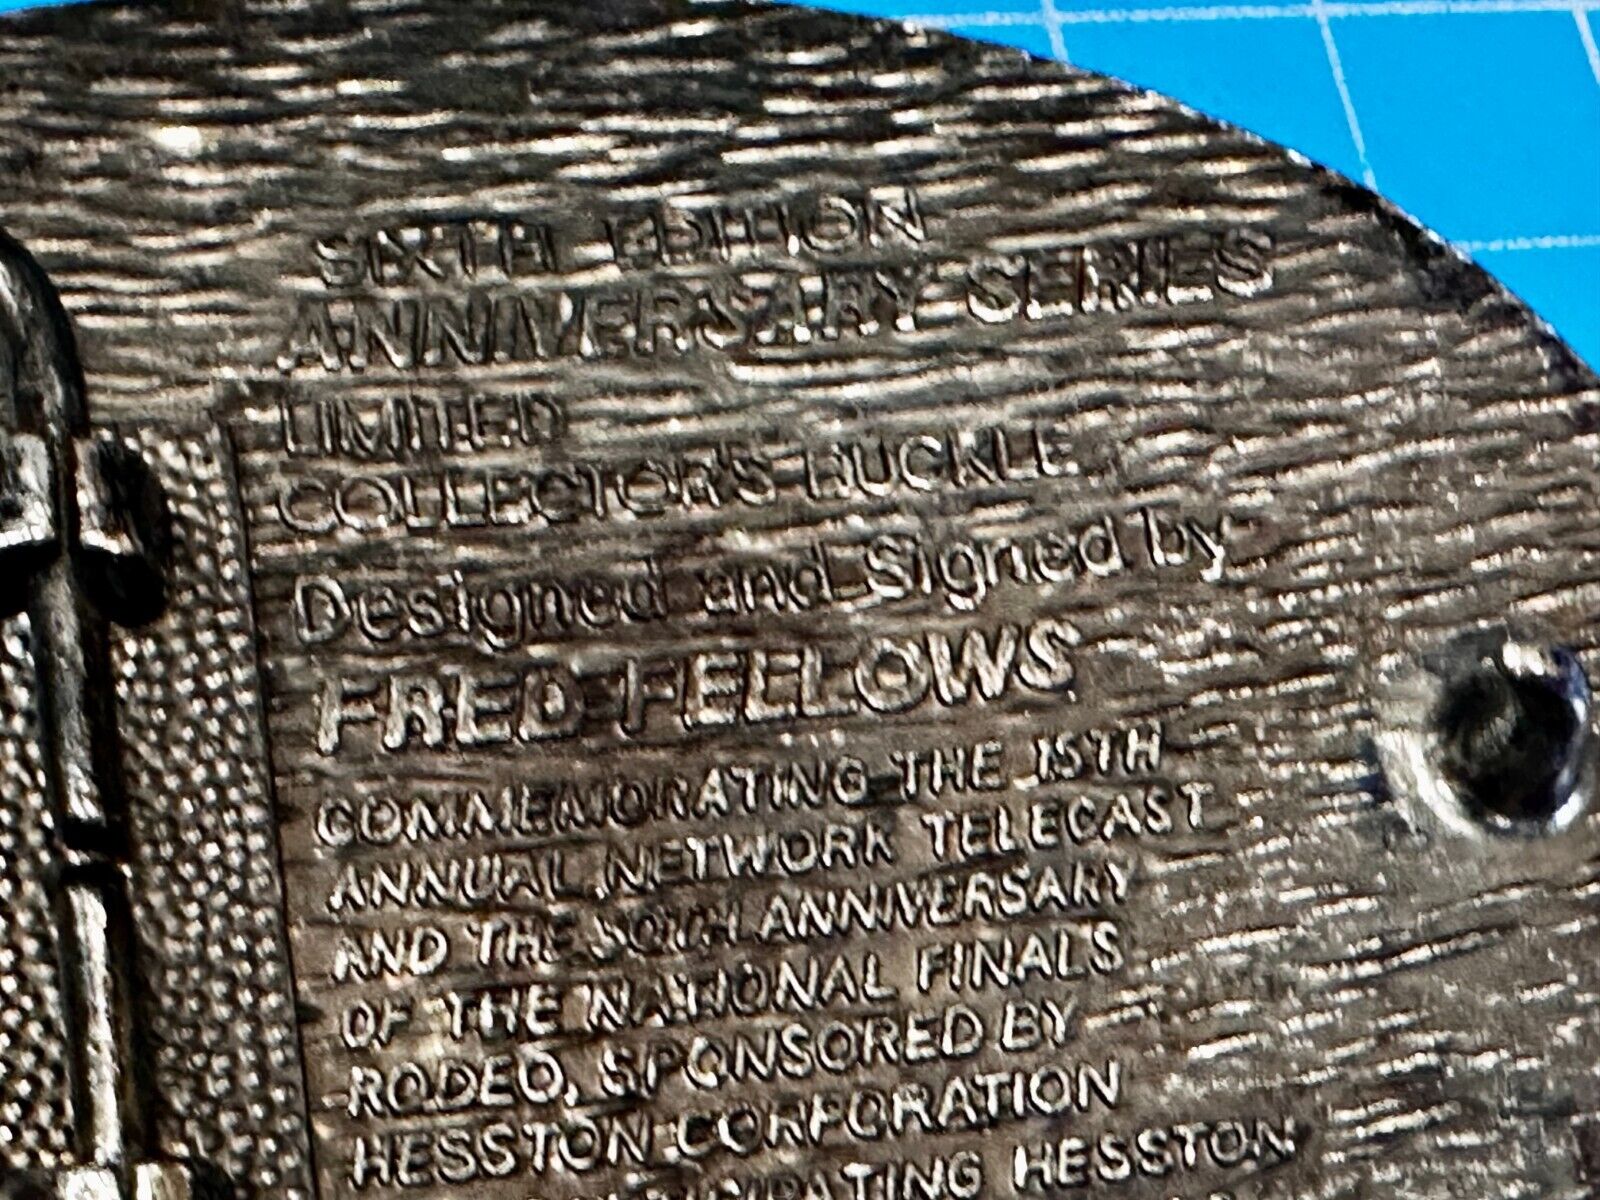 SIXTH EDITION
ANNIVERSARY SERIES
LIMITED
COLLECTOR'S BUCKLE
Designed and Signed by
FRED FELLOWS
COMMEMORATING THE 15TH
ANNUAL NETWORK TELECAST
AND THE 30TH ANNIVERSARY
OF THE NATIONAL FINALS
RODEO, SPONSORED BY
HESSTON CORPORATION
HESSTON